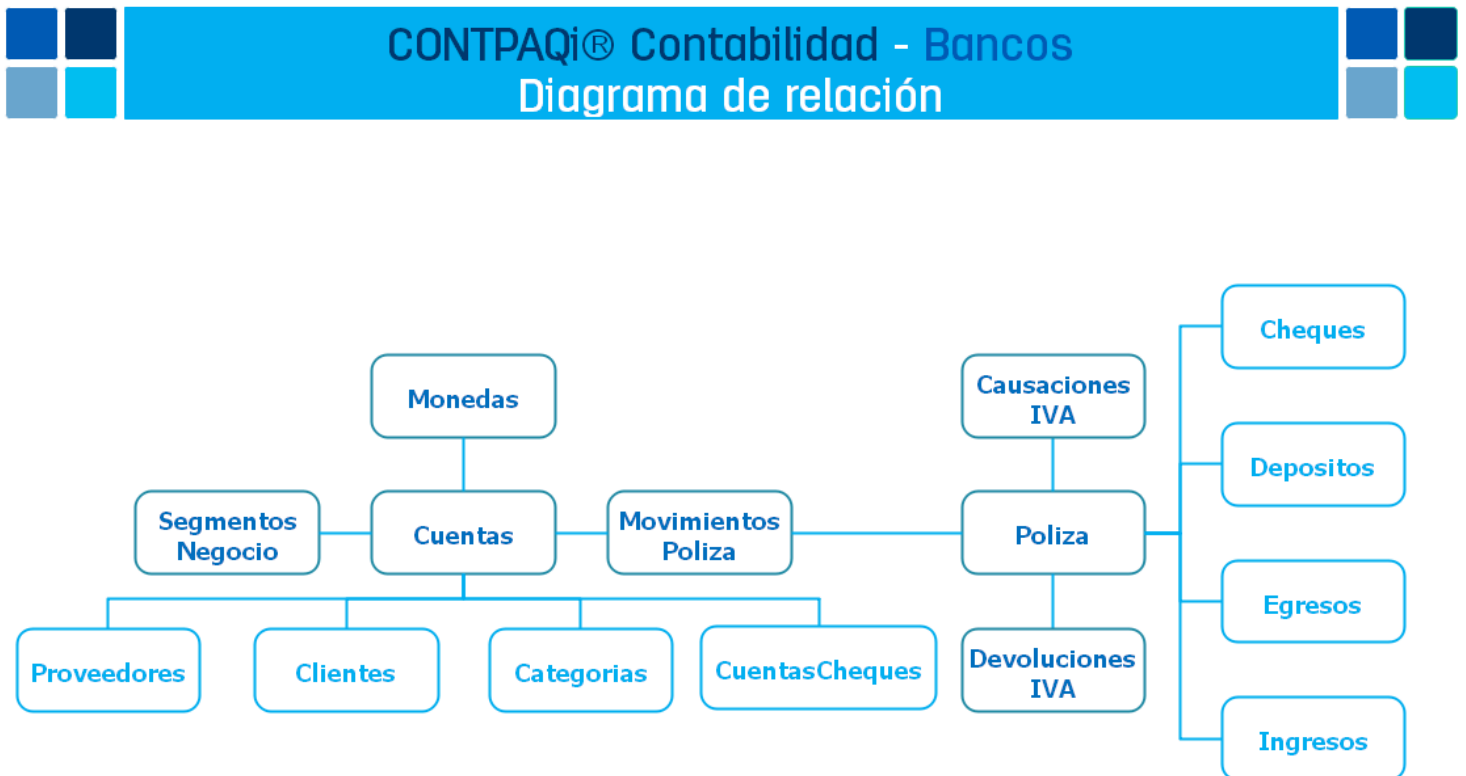 CONTPAQi® Contabilidad - Bancos
Diagrama de relación
Cheques
Monedas
Causaciones
IVA
Depositos
Segmentos
Negocio
Cuentas
Movimientos
Poliza
Poliza
Egresos
Proveedores
Clientes
Categorias
CuentasCheques
Devoluciones
IVA
Ingresos